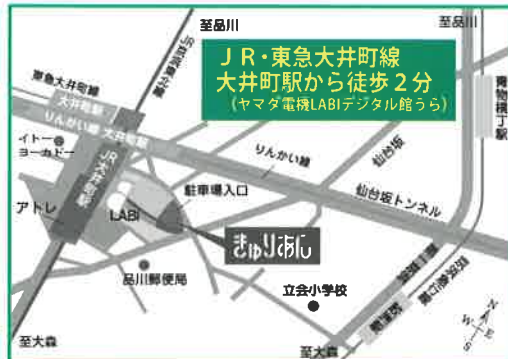 至品川
至品川
JR・東急大井町線
大井町駅から徒歩2分
(ヤマダ電機LABIデジタル館うら)
東急大井町線
大井町駅
りんかい線 大井町駅
イトーヨーカドー
JR大井町駅
りんかい線
仙台坂
仙台坂トンネル
駐車場入口
アトレ
LABI
きゅりあん
品川郵便局
立会小学校
至大森
至大森
N
W
S